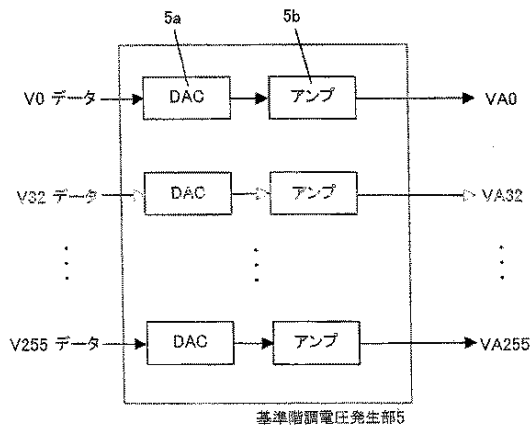 5a 5b
V0 データ DAC アンプ VA0
V32 データ DAC アンプ VA32
V255 データ DAC アンプ VA255
基準階調電圧発生部5